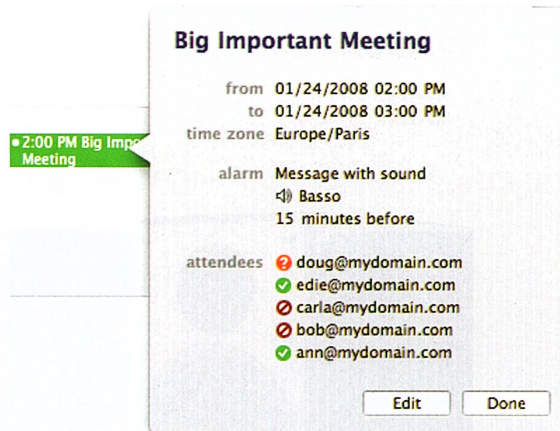 Big Important Meeting
from 01/24/2008 02:00 PM
to 01/24/2008 03:00 PM
time zone Europe/Paris
2:00 PM Big Impo
Meeting
alarm Message with sound
Basso
15 minutes before
attendees doug@mydomain.com
edie@mydomain.com
carla@mydomain.com
bob@mydomain.com
ann@mydomain.com
Edit Done